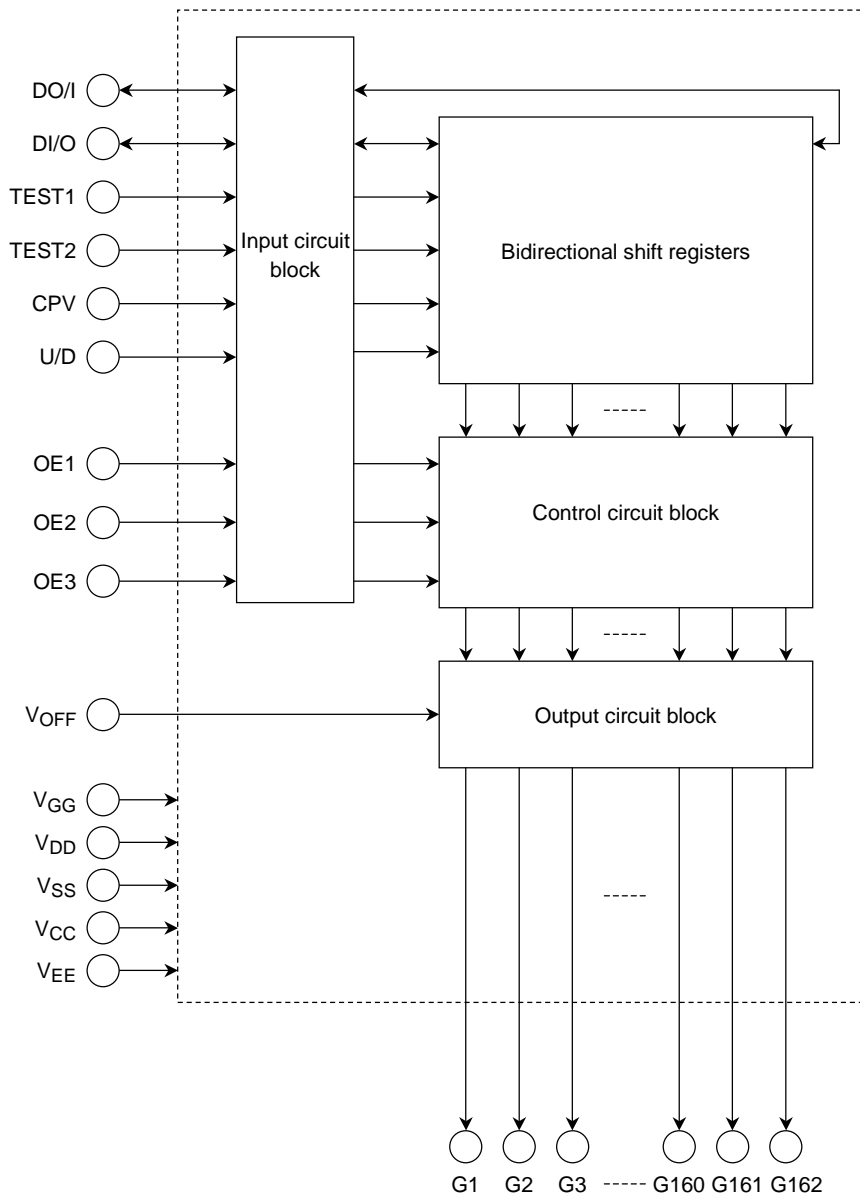 DO/I
DI/O
TEST1
TEST2
CPV
U/D
OE1
OE2
OE3
VOFF
VGG
VDD
VSS
VCC
VEE
Input circuit
block
Bidirectional shift registers
Control circuit block
Output circuit block
G1 G2 G3 ----- G160 G161 G162